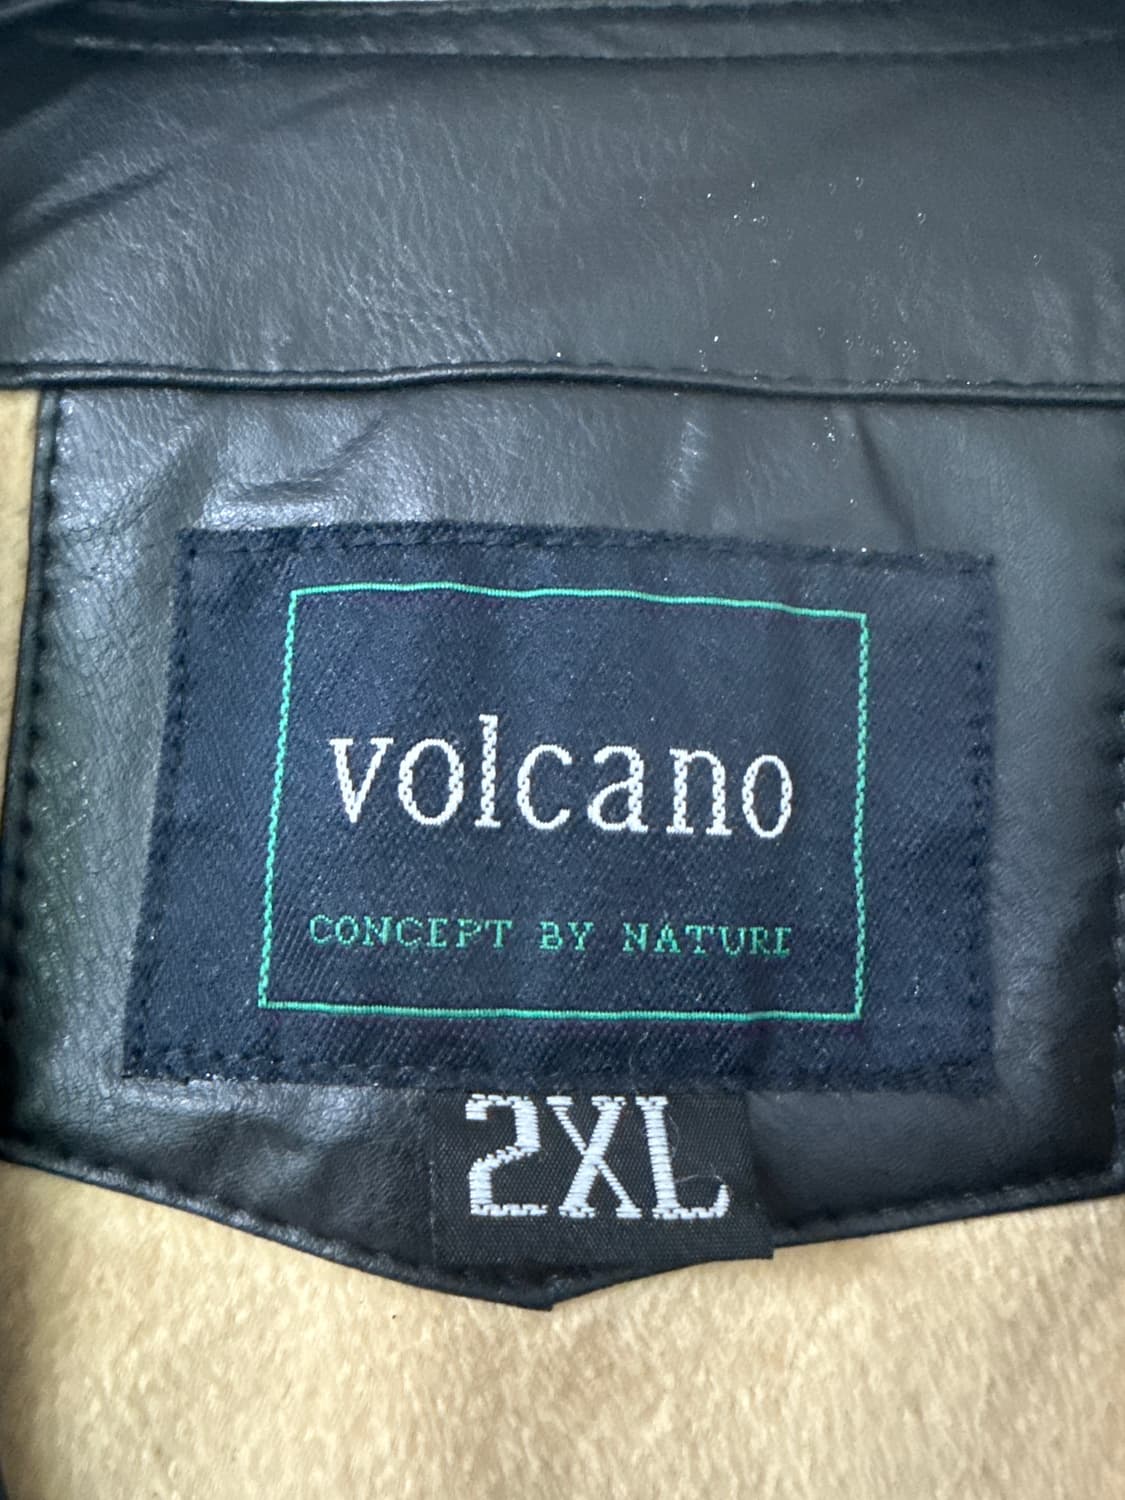 volcano
CONCEPT BY NATURE
2XL